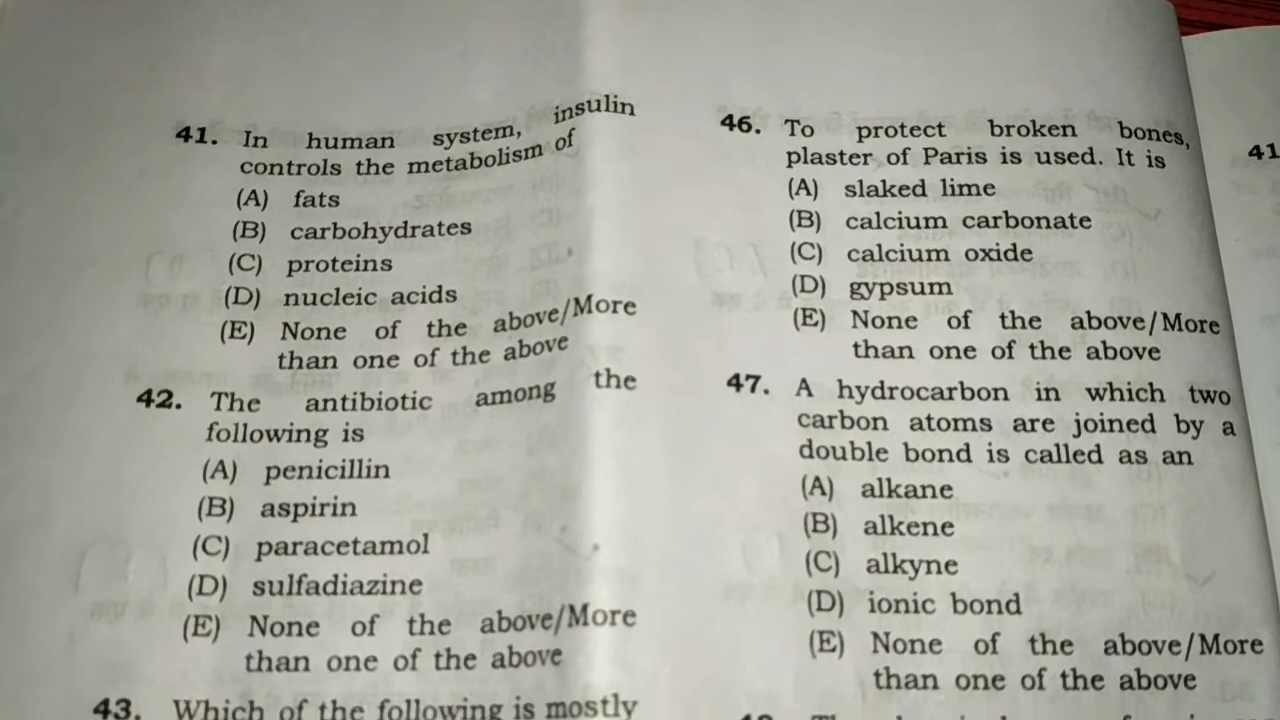 41. In human system, insulin
controls the metabolism of
(A) fats
(B) carbohydrates
(C) proteins
(D) nucleic acids
(E) None of the above/More
than one of the above
42. The antibiotic among the
following is
(A) penicillin
(B) aspirin
(C) paracetamol
(D) sulfadiazine
(E) None of the above/More
than one of the above
43. Which of the following is mostly
46. To protect broken bones,
plaster of Paris is used. It is
(A) slaked lime
(B) calcium carbonate
(C) calcium oxide
(D) gypsum
(E) None of the above/More
than one of the above
47. A hydrocarbon in which two
carbon atoms are joined by a
double bond is called as an
(A) alkane
(B) alkene
(C) alkyne
(D) ionic bond
(E) None of the above/More
than one of the above
41